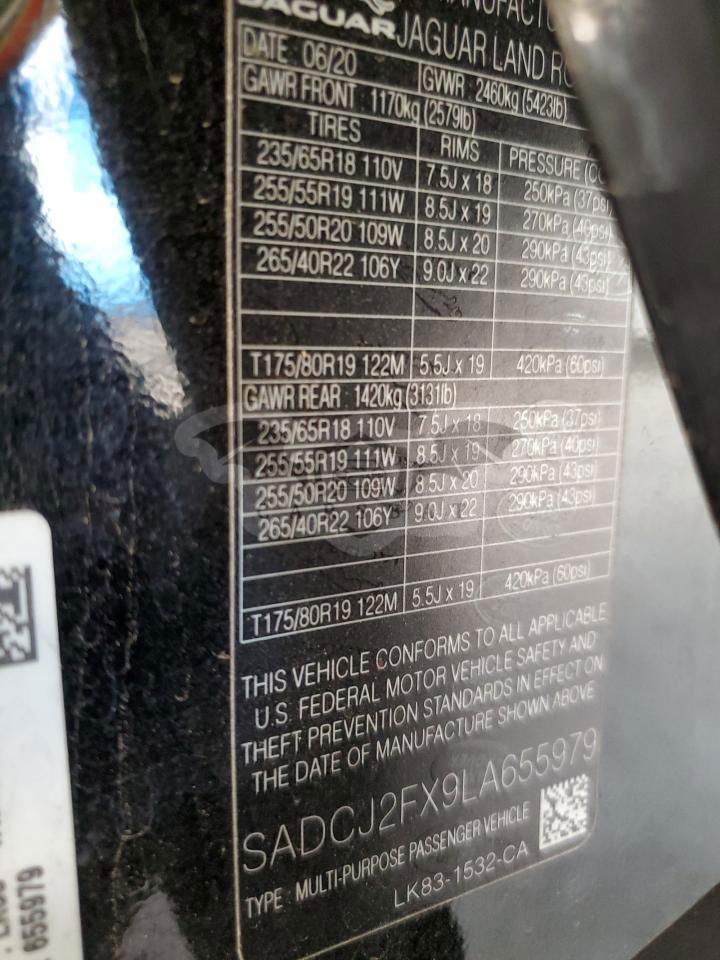 JAGUAR
JAGUAR LAND
DATE: 06/20 GVWR : 2460kg (5423lb)
GAWR FRONT : 1170kg (2579lb)
TIRES RIMS PRESSURE
235/65R18 110V 7.5J x 18 250kPa (37psi)
255/55R19 111W 8.5J x 19 270kPa (40psi)
255/50R20 109W 8.5J x 20 290kPa (43psi)
265/40R22 106Y 9.0J x 22 290kPa (43psi)
T175/80R19 122M 5.5J x 19 420kPa (60psi)
GAWR REAR : 1420kg (3131lb)
235/65R18 110V 7.5J x 18 250kPa (37psi)
255/55R19 111W 8.5J x 19 270kPa (40psi)
255/50R20 109W 8.5J x 20 290kPa (43psi)
265/40R22 106Y 9.0J x 22 290kPa (43psi)
T175/80R19 122M 5.5J x 19 420kPa (60psi)
THIS VEHICLE CONFORMS TO ALL APPLICABLE
U.S. FEDERAL MOTOR VEHICLE SAFETY AND
THEFT PREVENTION STANDARDS IN EFFECT ON
THE DATE OF MANUFACTURE SHOWN ABOVE
SADCJ2FX9LA655979
TYPE : MULTI-PURPOSE PASSENGER VEHICLE
LK83-1532-CA
655979